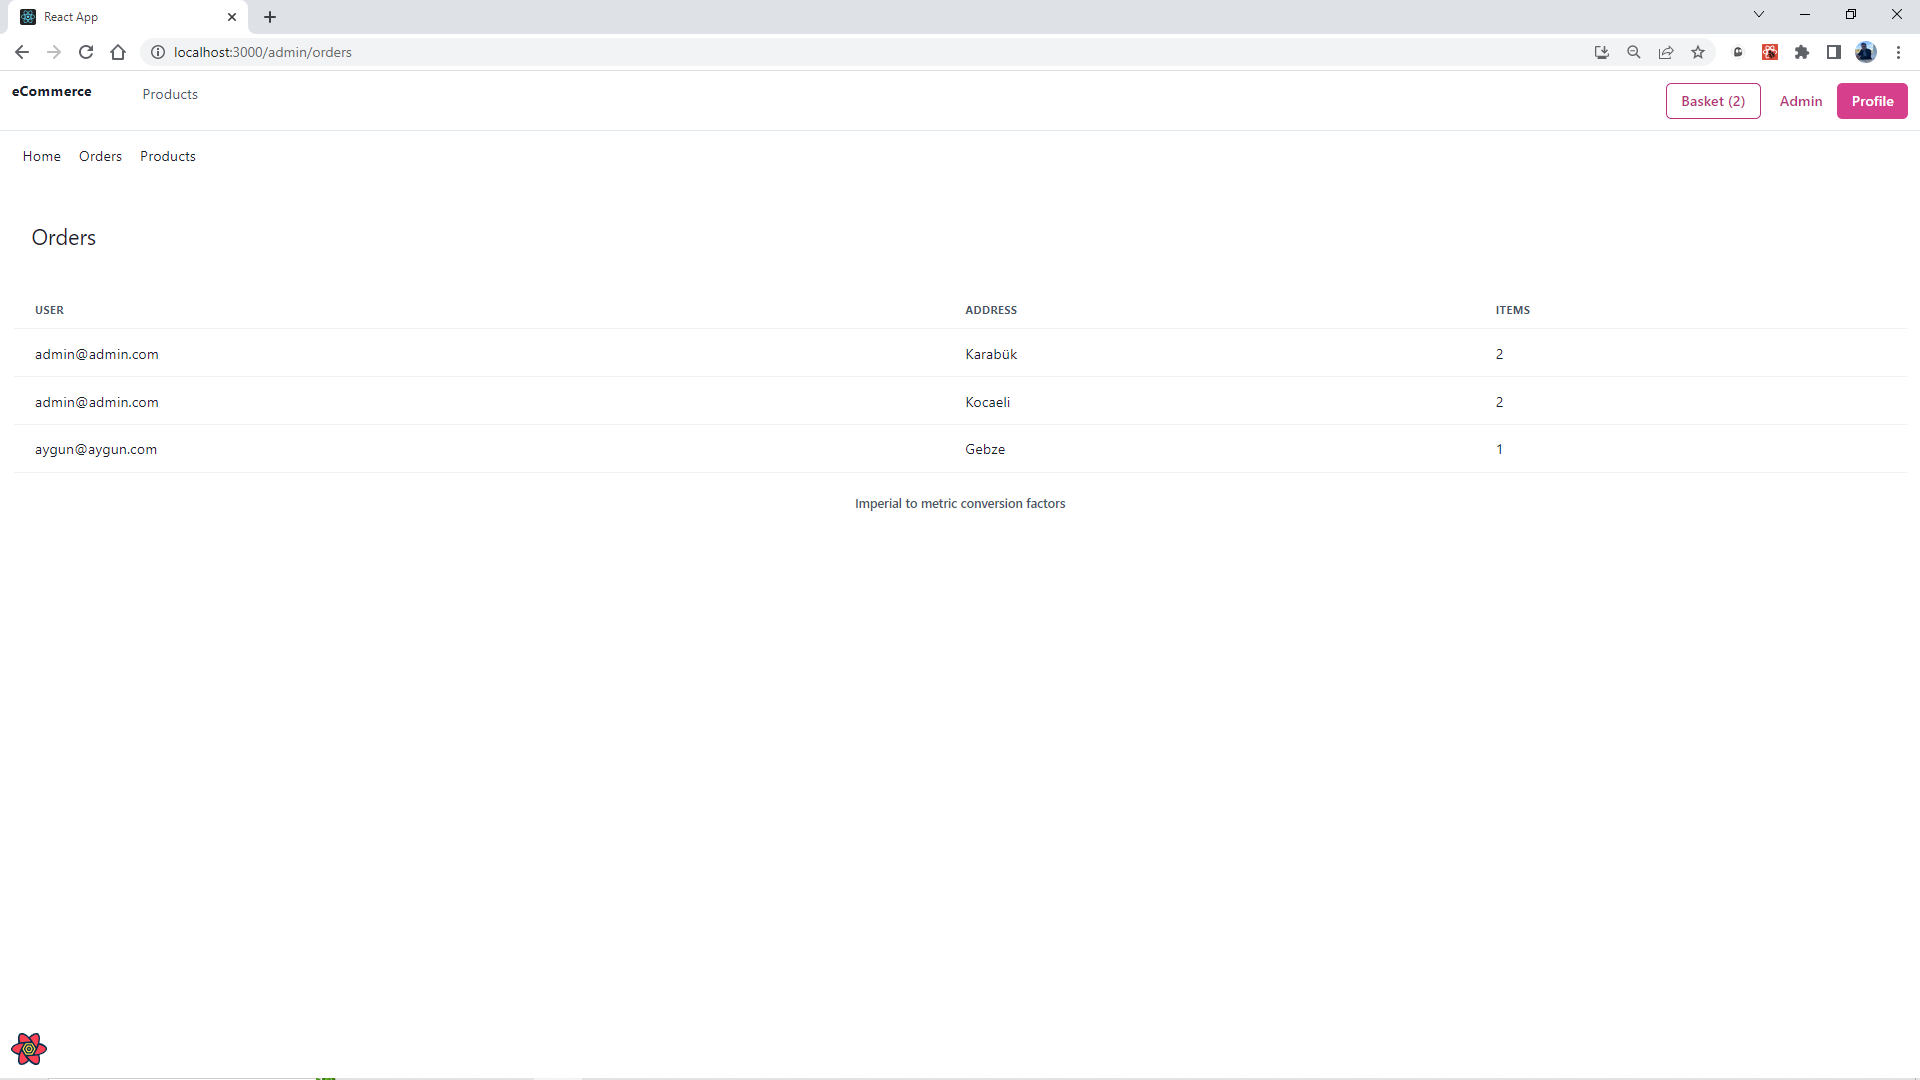 React App
localhost:3000/admin/orders
eCommerce Products Basket (2) Admin Profile
Home Orders Products
Orders
USER ADDRESS ITEMS
admin@admin.com Karabük 2
admin@admin.com Kocaeli 2
aygun@aygun.com Gebze 1
Imperial to metric conversion factors